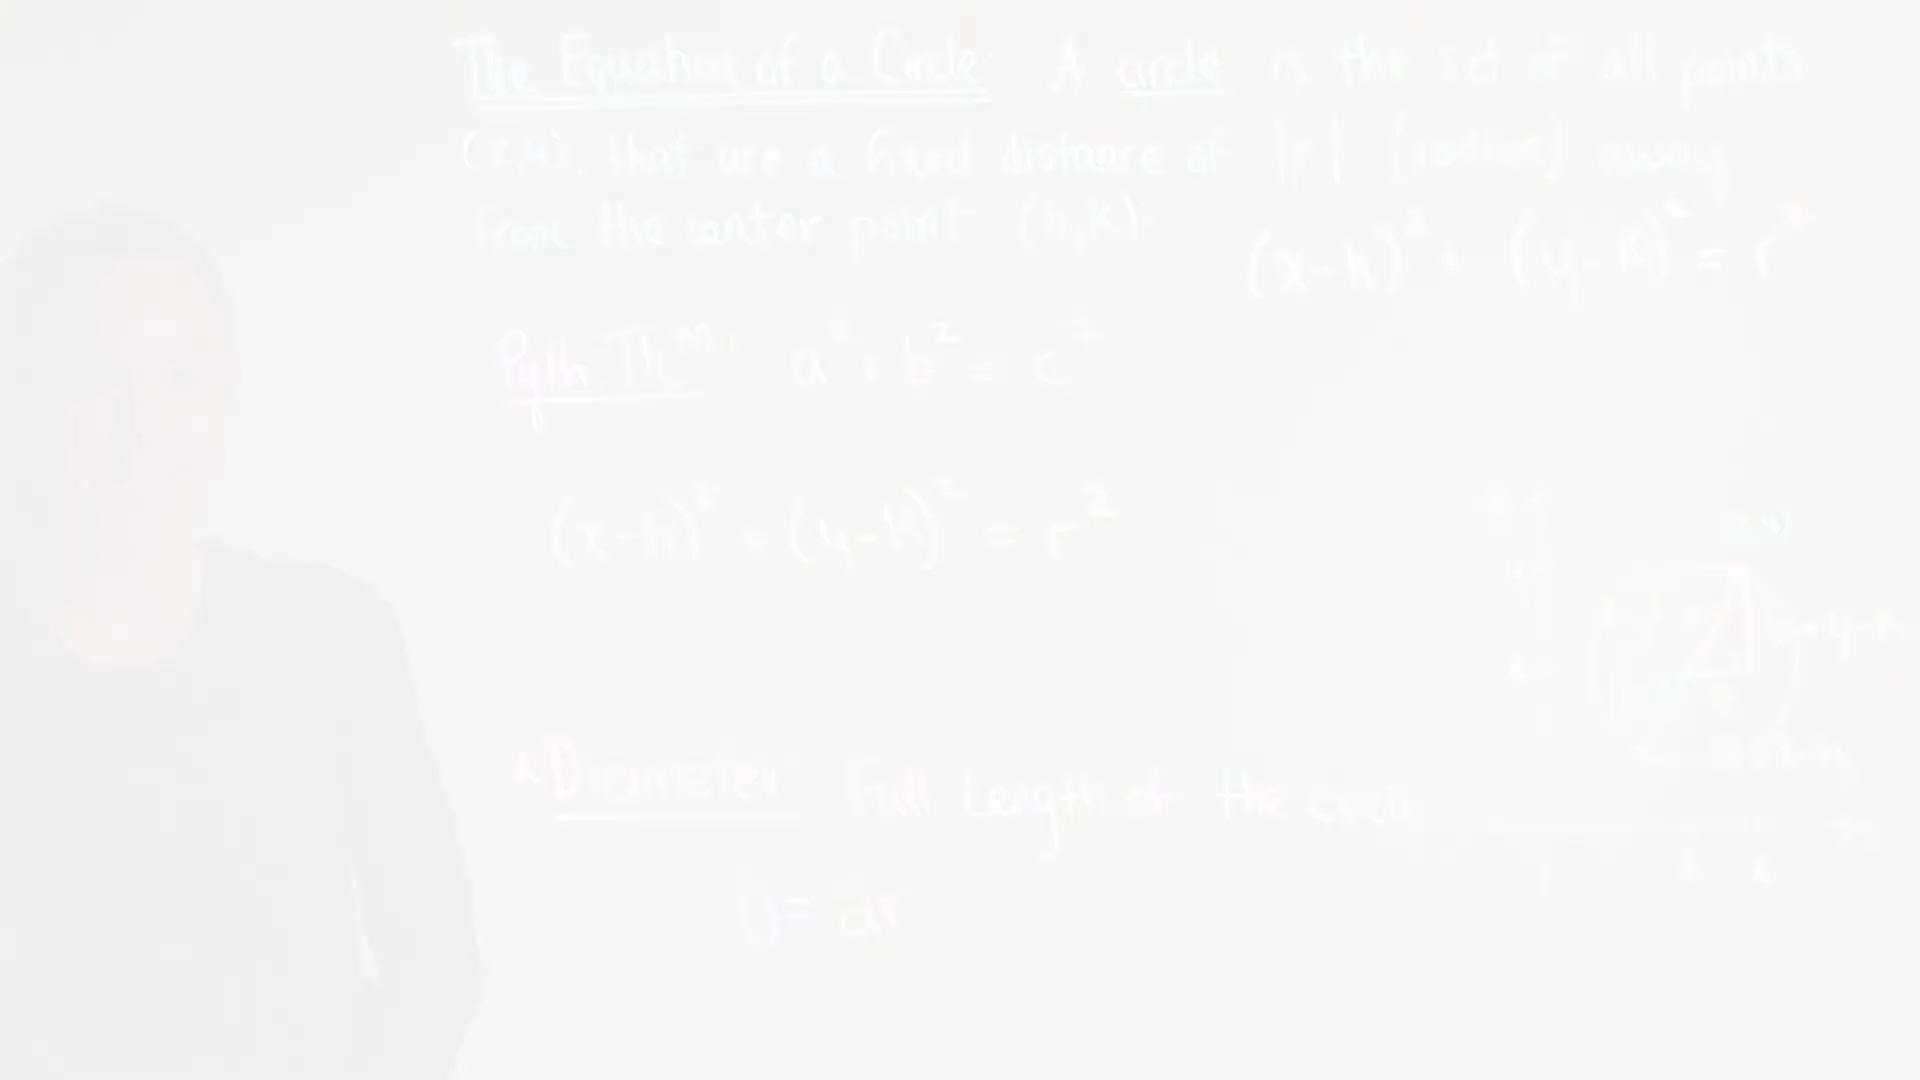 The Equation of a Circle: A circle is the set of all points
(x,y) that are a fixed distance of |r| (radius) away
from the center point (h,k).
(x-h)² + (y-k)² = r²
Pyth. Thᵐ: a² + b² = c²
(x-h)² + (y-k)² = r²
Diameter Full Length of the circle
D = 2r
y
k
b = y-k
x-h
h x